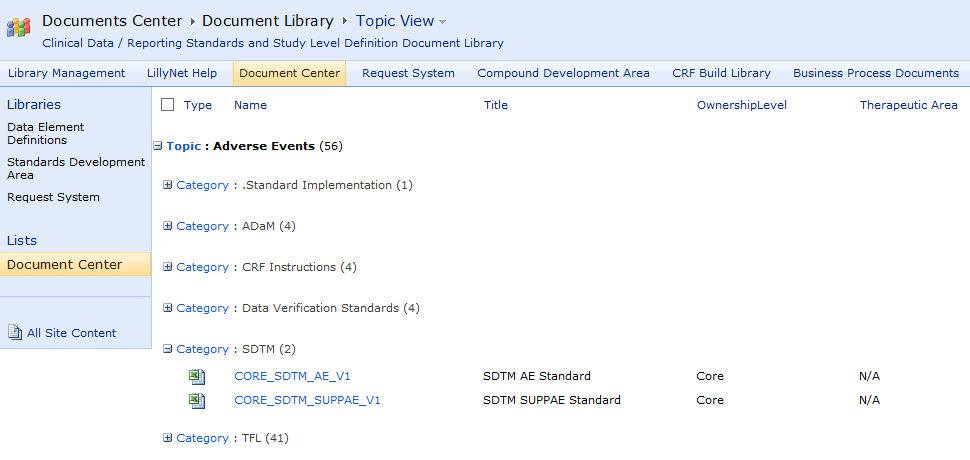 Documents Center Document Library Topic View
Clinical Data / Reporting Standards and Study Level Definition Document Library
Library Management LillyNet Help Document Center Request System Compound Development Area CRF Build Library Business Process Documents
Libraries
Data Element
Definitions
Standards Development
Area
Request System
Lists
Document Center
All Site Content
Type Name Title OwnershipLevel Therapeutic Area
Topic : Adverse Events (56)
Category : .Standard Implementation (1)
Category : ADaM (4)
Category : CRF Instructions (4)
Category : Data Verification Standards (4)
Category : SDTM (2)
CORE_SDTM_AE_V1 SDTM AE Standard Core N/A
CORE_SDTM_SUPPAE_V1 SDTM SUPPAE Standard Core N/A
Category : TFL (41)